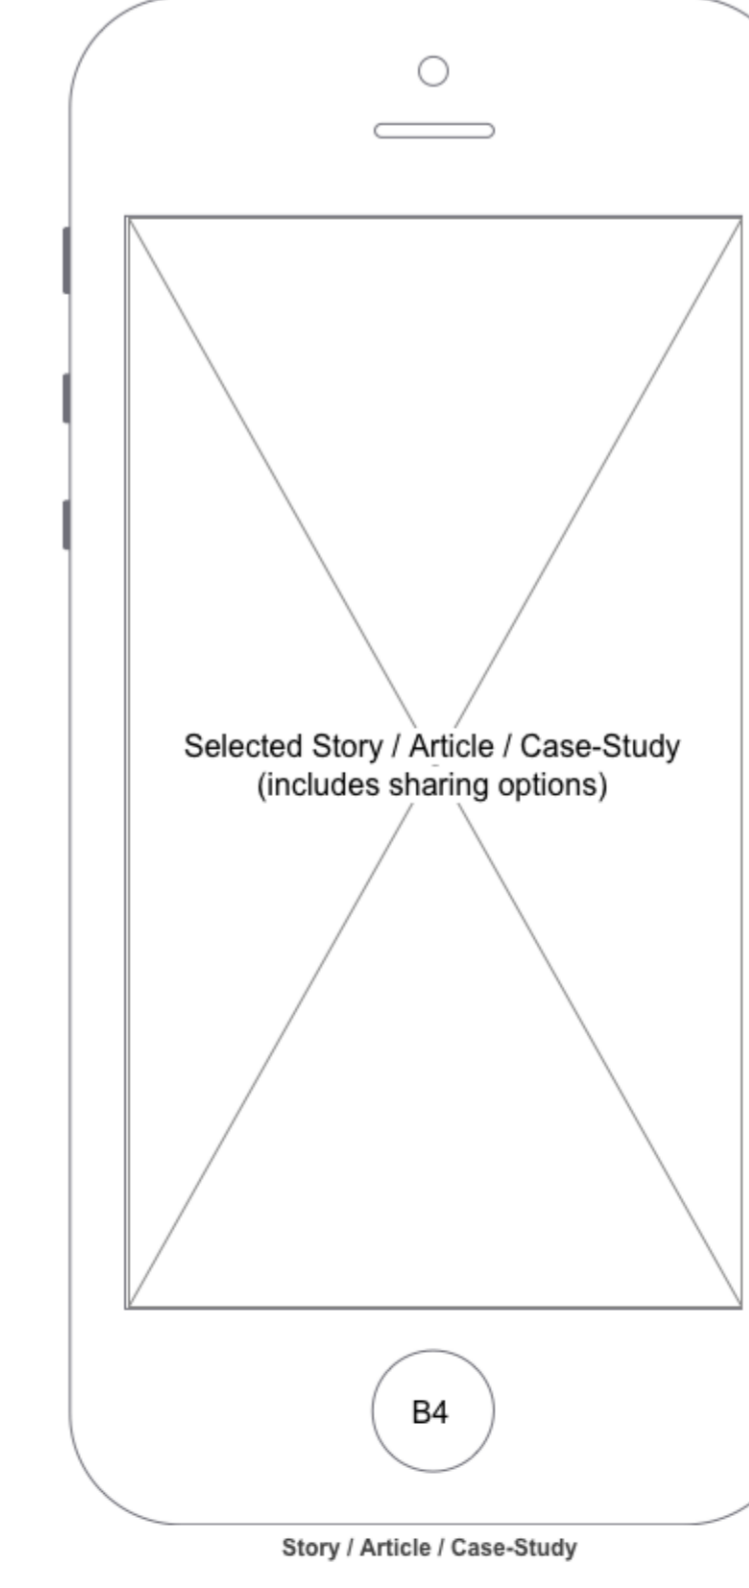 Selected Story / Article / Case-Study
(includes sharing options)
B4
Story / Article / Case-Study